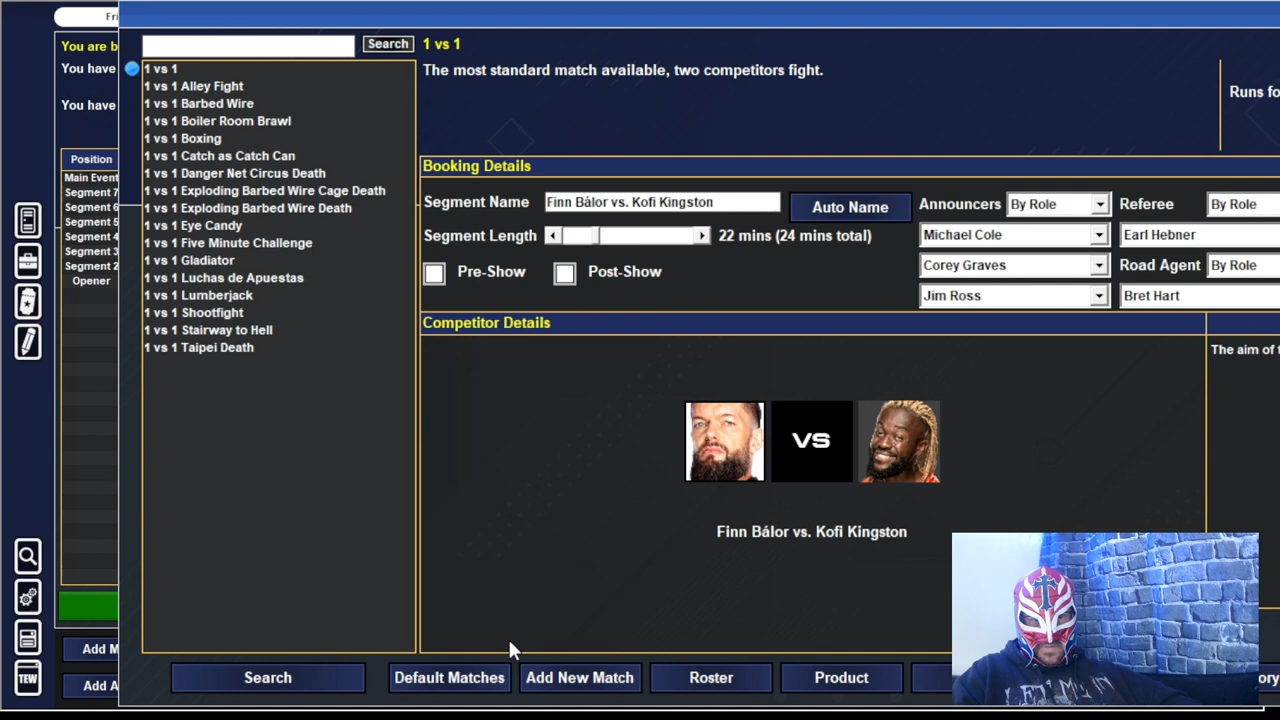 Fri
You are b
You have
You have
Position
Main Event
Segment 7
Segment 6
Segment 5
Segment 4
Segment 3
Segment 2
Opener
Add M
Add A
TEW
Search
1 vs 1
1 vs 1 Alley Fight
1 vs 1 Barbed Wire
1 vs 1 Boiler Room Brawl
1 vs 1 Boxing
1 vs 1 Catch as Catch Can
1 vs 1 Danger Net Circus Death
1 vs 1 Exploding Barbed Wire Cage Death
1 vs 1 Exploding Barbed Wire Death
1 vs 1 Eye Candy
1 vs 1 Five Minute Challenge
1 vs 1 Gladiator
1 vs 1 Luchas de Apuestas
1 vs 1 Lumberjack
1 vs 1 Shootfight
1 vs 1 Stairway to Hell
1 vs 1 Taipei Death
1 vs 1
The most standard match available, two competitors fight.
Runs fo
Booking Details
Segment Name Finn Bálor vs. Kofi Kingston Auto Name Announcers By Role Referee By Role
Segment Length 22 mins (24 mins total) Michael Cole Earl Hebner
Pre-Show Post-Show Corey Graves Road Agent By Role
Jim Ross Bret Hart
Competitor Details
The aim of t
VS
Finn Bálor vs. Kofi Kingston
Search Default Matches Add New Match Roster Product ory